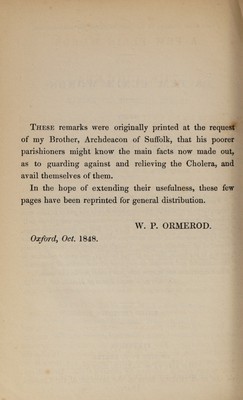 THESE remarks were originally printed at the request
of my Brother, Archdeacon of Suffolk, that his poorer
parishioners might know the main facts now made out,
as to guarding against and relieving the Cholera, and
avail themselves of them.
In the hope of extending their usefulness, these few
pages have been reprinted for general distribution.
W. P. ORMEROD.
Oxford, Oct. 1848.